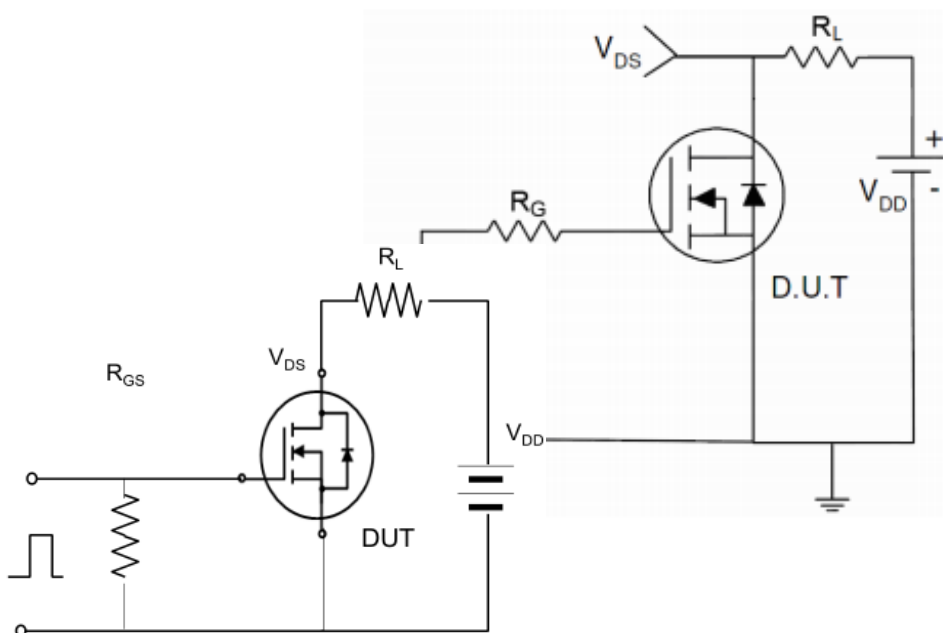 R_L
V_DS
+
V_DD
-
R_G
D.U.T
R_L
V_DS
R_GS
V_DD
DUT